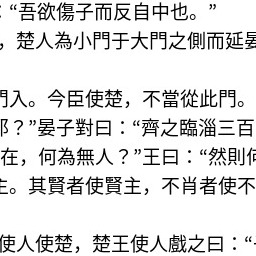 ：“吾欲傷子而反自中也。”
，楚人為小門于大門之側而延晏
門入。今臣使楚，不當從此門。
耶？”晏子對曰：“齊之臨淄三百
在，何為無人？”王曰：“然則何
主。其賢者使賢主，不肖者使不
使人使楚，楚王使人戲之曰：“